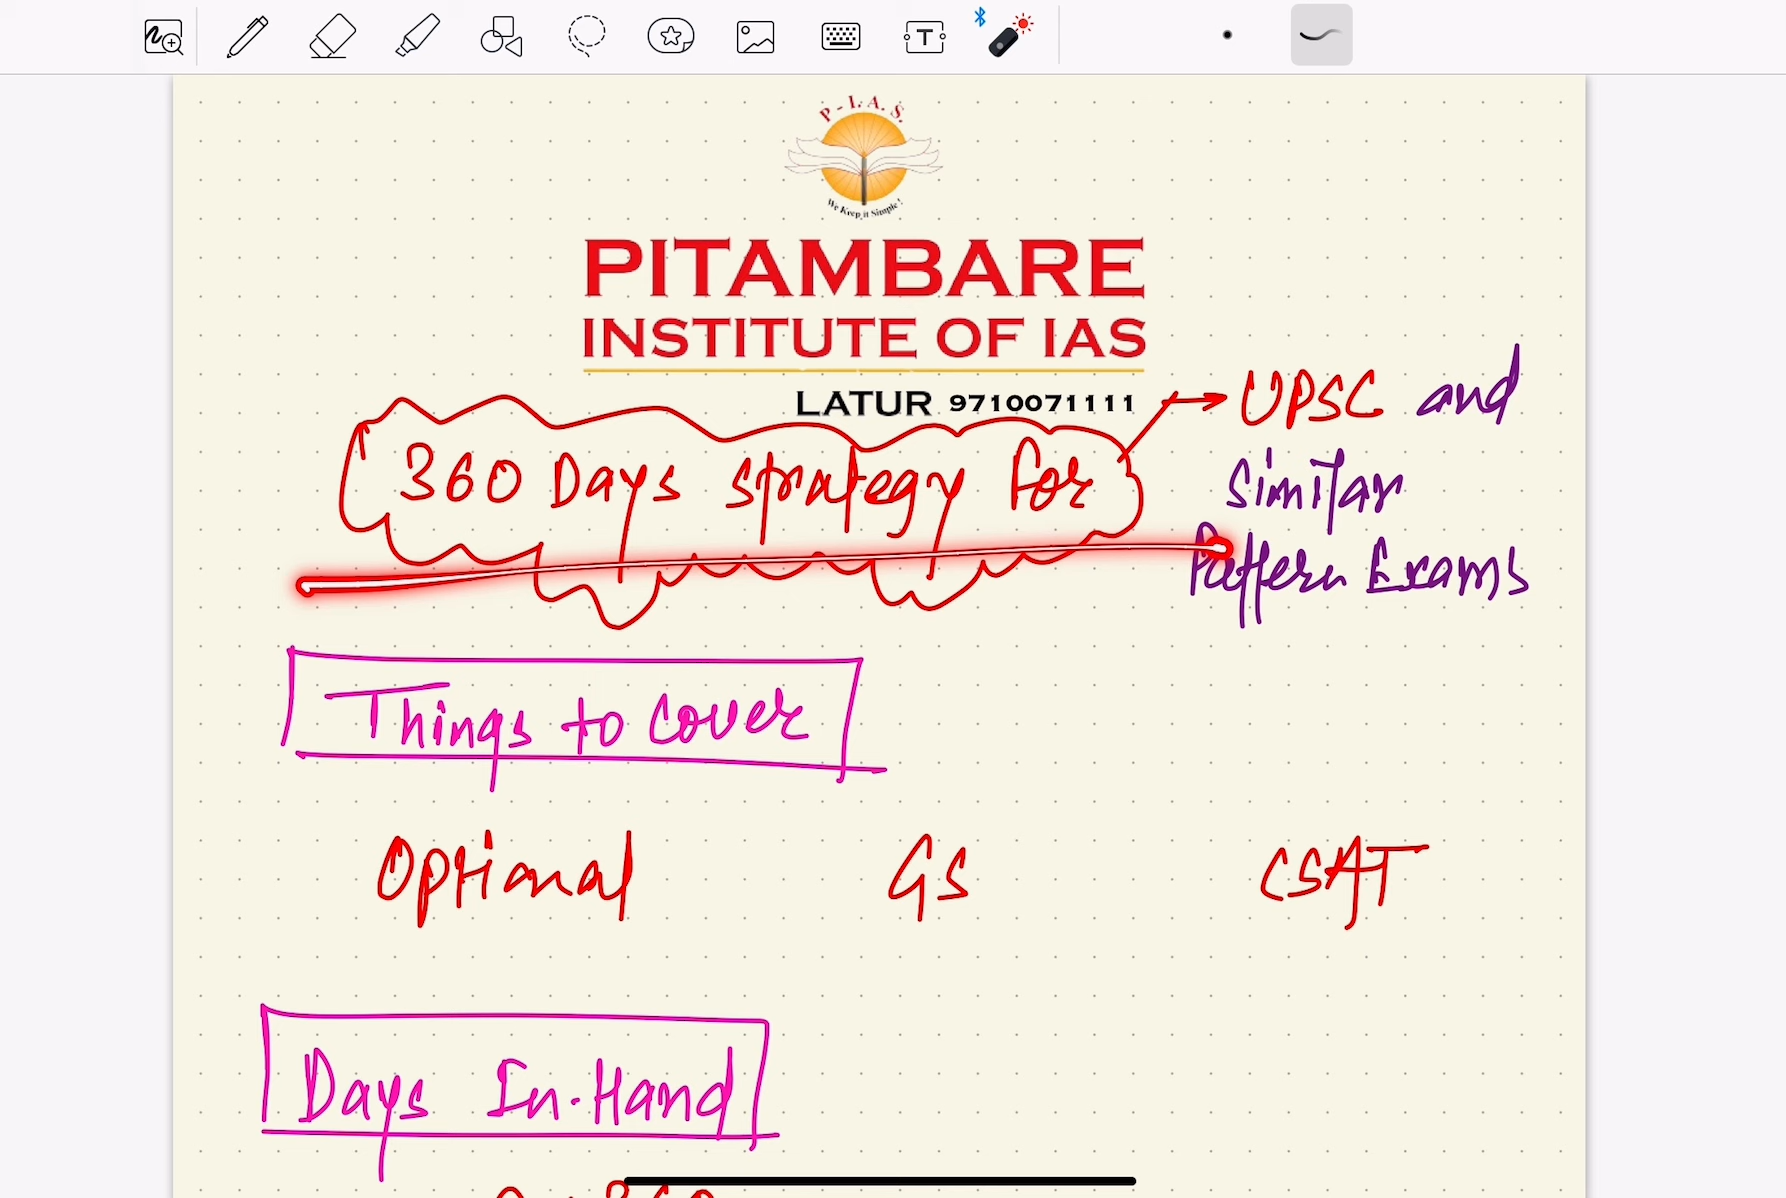 P-I.A.S.
We Keep it Simple!
PITAMBARE
INSTITUTE OF IAS
LATUR 9710071111
360 Days strategy for → UPSC and
Similar
Pattern Exams
Things to cover
Optional GS CSAT
Days In-Hand